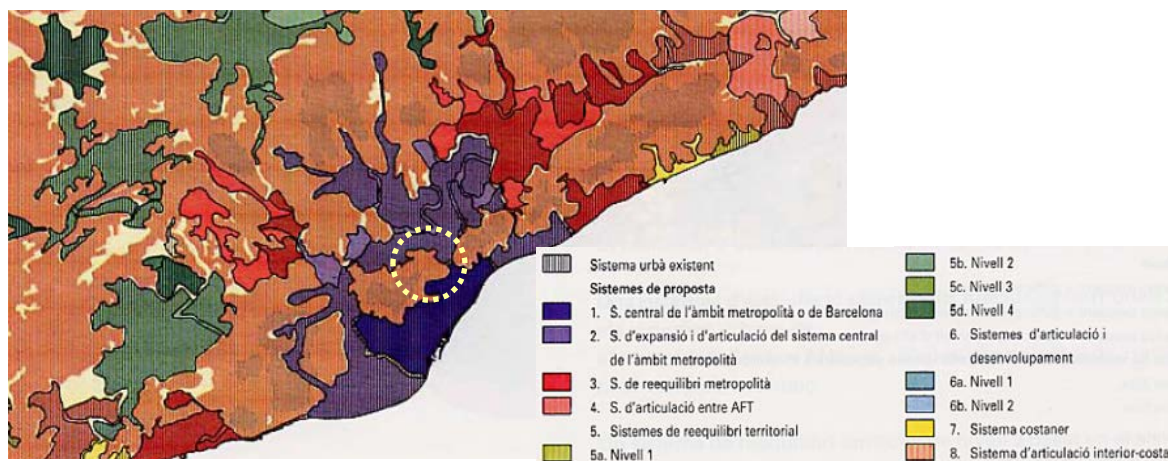 Sistema urbà existent
Sistemes de proposta
1. S. central de l'àmbit metropolità o de Barcelona
2. S. d'expansió i d'articulació del sistema central
de l'àmbit metropolità
3. S. de reequilibri metropolità
4. S. d'articulació entre AFT
5. Sistemes de reequilibri territorial
5a. Nivell 1
5b. Nivell 2
5c. Nivell 3
5d. Nivell 4
6. Sistemes d'articulació i
desenvolupament
6a. Nivell 1
6b. Nivell 2
7. Sistema costaner
8. Sistema d'articulació interior-costa